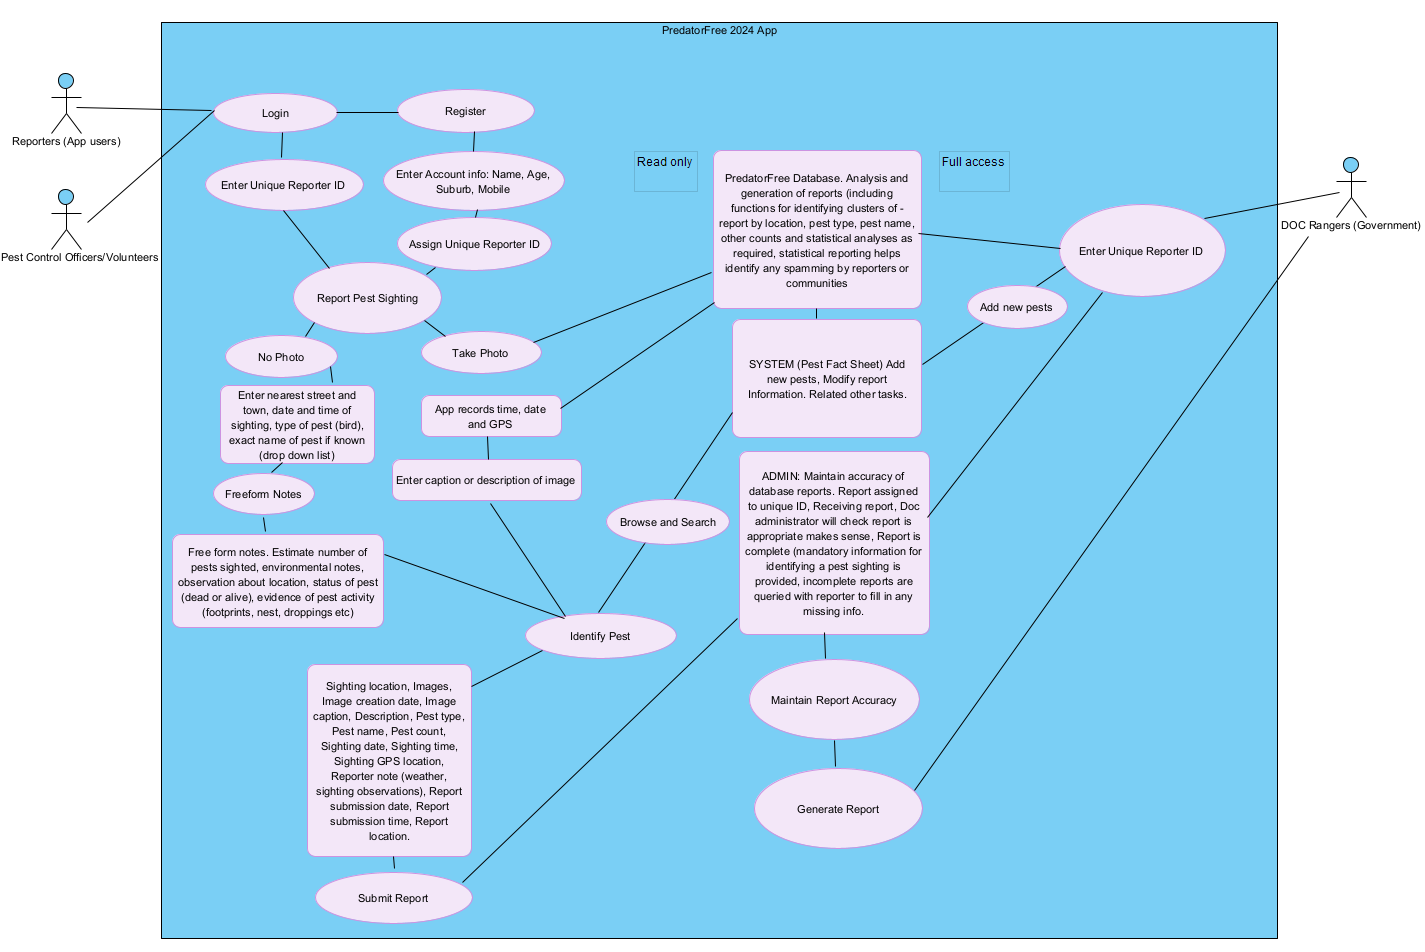 PredatorFree 2024 App
Reporters (App users)
Pest Control Officers/Volunteers
DOC Rangers (Government)
Login
Register
Enter Unique Reporter ID
Enter Account info: Name, Age,
Suburb, Mobile
Assign Unique Reporter ID
Report Pest Sighting
No Photo
Take Photo
Enter nearest street and
town, date and time of
sighting, type of pest (bird),
exact name of pest if known
(drop down list)
Freeform Notes
Free form notes. Estimate number of
pests sighted, environmental notes,
observation about location, status of pest
(dead or alive), evidence of pest activity
(footprints, nest, droppings etc)
App records time, date
and GPS
Enter caption or description of image
Browse and Search
Identify Pest
Sighting location, Images,
Image creation date, Image
caption, Description, Pest type,
Pest name, Pest count,
Sighting date, Sighting time,
Sighting GPS location,
Reporter note (weather,
sighting observations), Report
submission date, Report
submission time, Report
location.
Submit Report
Read only
PredatorFree Database. Analysis and
generation of reports (including
functions for identifying clusters of -
report by location, pest type, pest name,
other counts and statistical analyses as
required, statistical reporting helps
identify any spamming by reporters or
communities
Full access
Enter Unique Reporter ID
Add new pests
SYSTEM (Pest Fact Sheet) Add
new pests, Modify report
Information. Related other tasks.
ADMIN: Maintain accuracy of
database reports. Report assigned
to unique ID, Receiving report, Doc
administrator will check report is
appropriate makes sense, Report is
complete (mandatory information for
identifying a pest sighting is
provided, incomplete reports are
queried with reporter to fill in any
missing info.
Maintain Report Accuracy
Generate Report